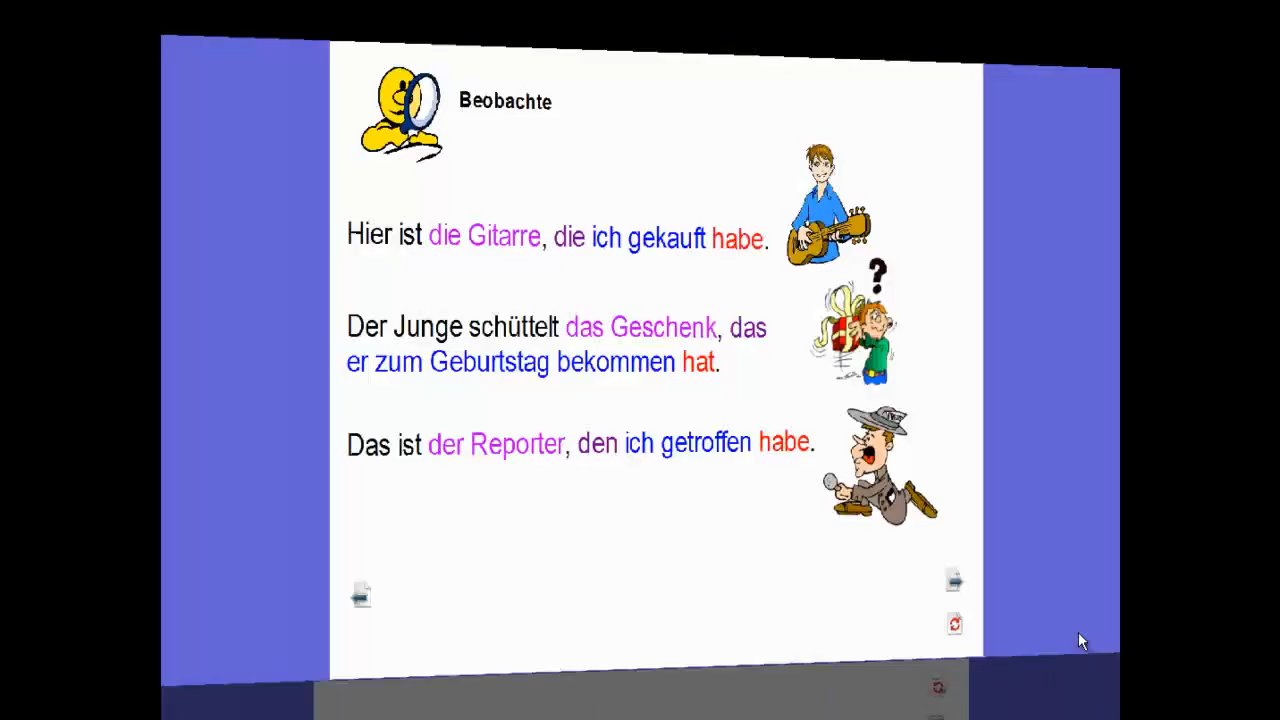 Beobachte
Hier ist die Gitarre, die ich gekauft habe.
?
Der Junge schüttelt das Geschenk, das
er zum Geburtstag bekommen hat.
Das ist der Reporter, den ich getroffen habe.